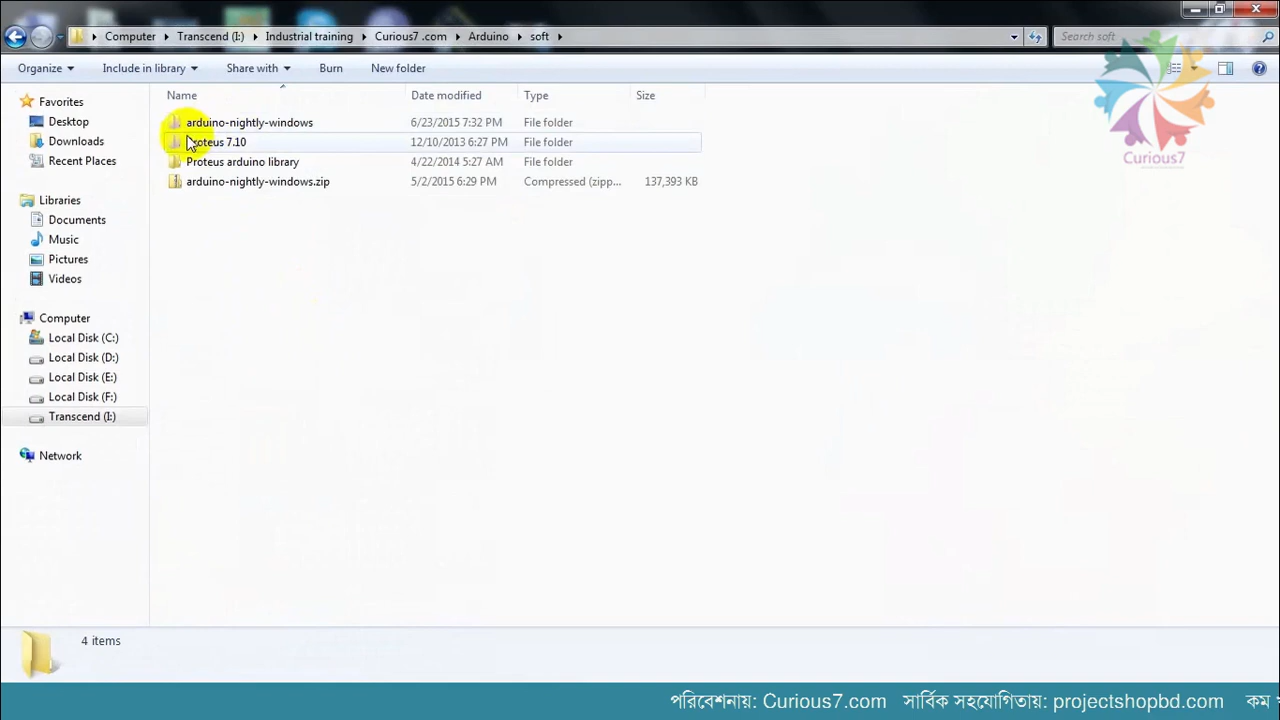 Computer Transcend (I:) Industrial training Curious7 .com Arduino soft Search soft
Organize Include in library Share with Burn New folder
Name Date modified Type Size
Favorites
Desktop
Downloads
Recent Places
Libraries
Documents
Music
Pictures
Videos
Computer
Local Disk (C:)
Local Disk (D:)
Local Disk (E:)
Local Disk (F:)
Transcend (I:)
Network
arduino-nightly-windows 6/23/2015 7:32 PM File folder
Proteus 7.10 12/10/2013 6:27 PM File folder
Proteus arduino library 4/22/2014 5:27 AM File folder
arduino-nightly-windows.zip 5/2/2015 6:29 PM Compressed (zipp... 137,393 KB
Curious7
4 items
পরিবেশনায়: Curious7.com সার্বিক সহযোগিতায়: projectshopbd.com কম